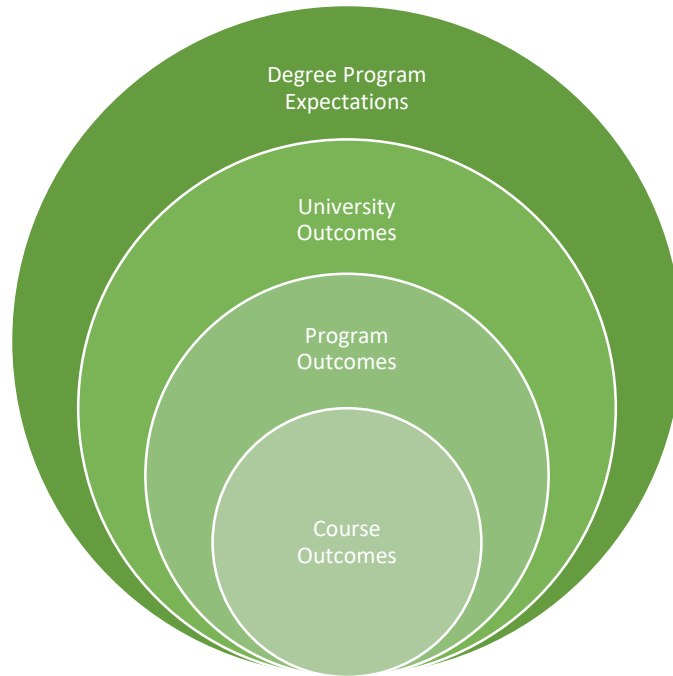 Degree Program
Expectations
University
Outcomes
Program
Outcomes
Course
Outcomes